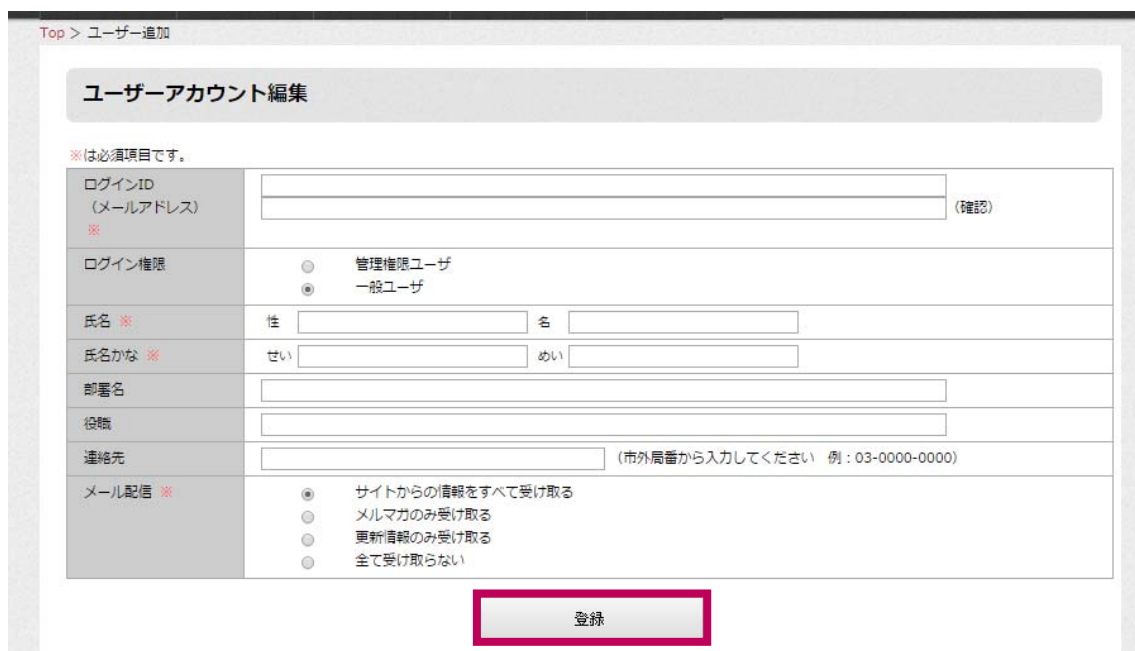 Top > ユーザー追加
ユーザーアカウント編集
※は必須項目です。
ログインID
（メールアドレス） （確認）
※
ログイン権限 管理権限ユーザ
一般ユーザ
氏名 ※ 性 名
氏名かな ※ せい めい
部署名
役職
連絡先 （市外局番から入力してください 例：03-0000-0000）
メール配信 ※ サイトからの情報をすべて受け取る
メルマガのみ受け取る
更新情報のみ受け取る
全て受け取らない
登録